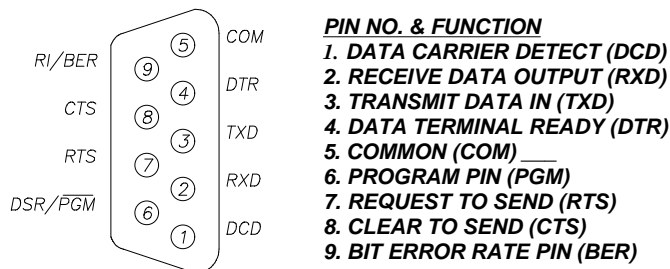 RI/BER
CTS
RTS
DSR/PGM
5
9
4
8
3
7
2
6
1
COM
DTR
TXD
RXD
DCD
PIN NO. & FUNCTION
1. DATA CARRIER DETECT (DCD)
2. RECEIVE DATA OUTPUT (RXD)
3. TRANSMIT DATA IN (TXD)
4. DATA TERMINAL READY (DTR)
5. COMMON (COM) ___
6. PROGRAM PIN (PGM)
7. REQUEST TO SEND (RTS)
8. CLEAR TO SEND (CTS)
9. BIT ERROR RATE PIN (BER)